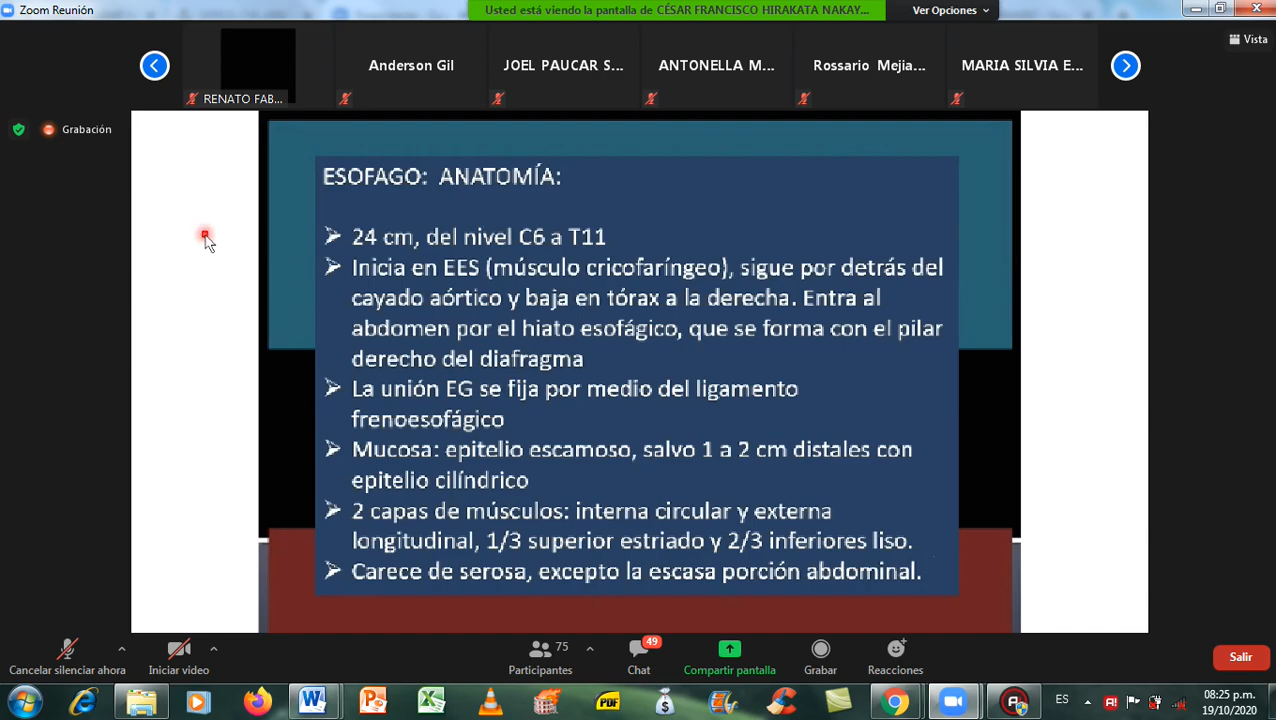 Zoom Reunión
Usted está viendo la pantalla de CÉSAR FRANCISCO HIRAKATA NAKAY...
Ver Opciones
Vista
RENATO FAB...
Anderson Gil
JOEL PAUCAR S...
ANTONELLA M...
Rossario Mejia...
MARIA SILVIA E...
Grabación
ESOFAGO: ANATOMÍA:
➢ 24 cm, del nivel C6 a T11
➢ Inicia en EES (músculo cricofaríngeo), sigue por detrás del
cayado aórtico y baja en tórax a la derecha. Entra al
abdomen por el hiato esofágico, que se forma con el pilar
derecho del diafragma
➢ La unión EG se fija por medio del ligamento
frenoesofágico
➢ Mucosa: epitelio escamoso, salvo 1 a 2 cm distales con
epitelio cilíndrico
➢ 2 capas de músculos: interna circular y externa
longitudinal, 1/3 superior estriado y 2/3 inferiores liso.
➢ Carece de serosa, excepto la escasa porción abdominal.
Cancelar silenciar ahora
Iniciar video
75
Participantes
49
Chat
Compartir pantalla
Grabar
Reacciones
Salir
PDF
ES
08:25 p.m.
19/10/2020